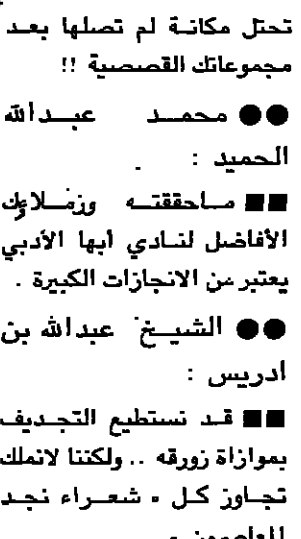 تحتل مكانة لم تصلها بعد
مجموعاتك القصصية !!
●● محمد عبدالله
الحميد :
■■ ماحققته وزملاؤك
الأفاضل لنادي أبها الأدبي
يعتبر من الانجازات الكبيرة .
●● الشيخ عبدالله بن
ادريس :
■■ قد نستطيع التجديف
بموازاة زورقه .. ولكننا لانملك
تجاوز كل « شعراء نجد
المعاصرون »